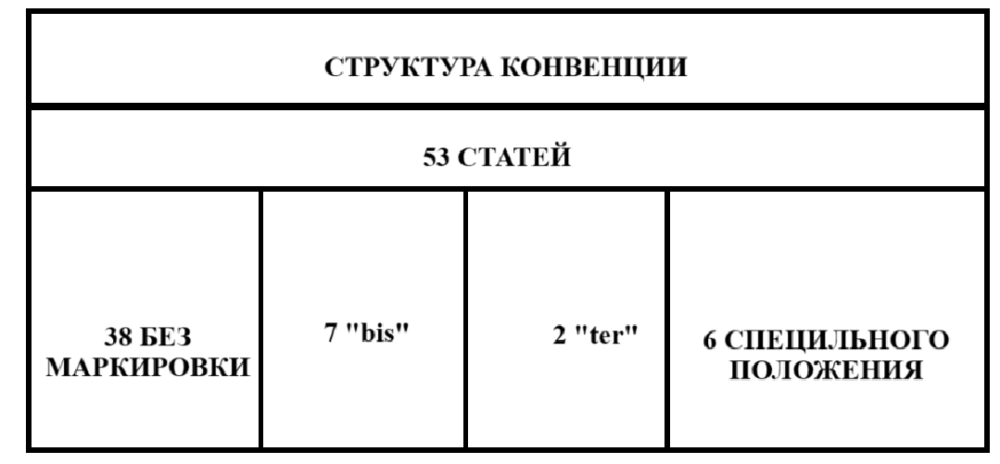 СТРУКТУРА КОНВЕНЦИИ
53 СТАТЕЙ
38 БЕЗ
МАРКИРОВКИ
7 "bis"
2 "ter"
6 СПЕЦИЛЬНОГО
ПОЛОЖЕНИЯ